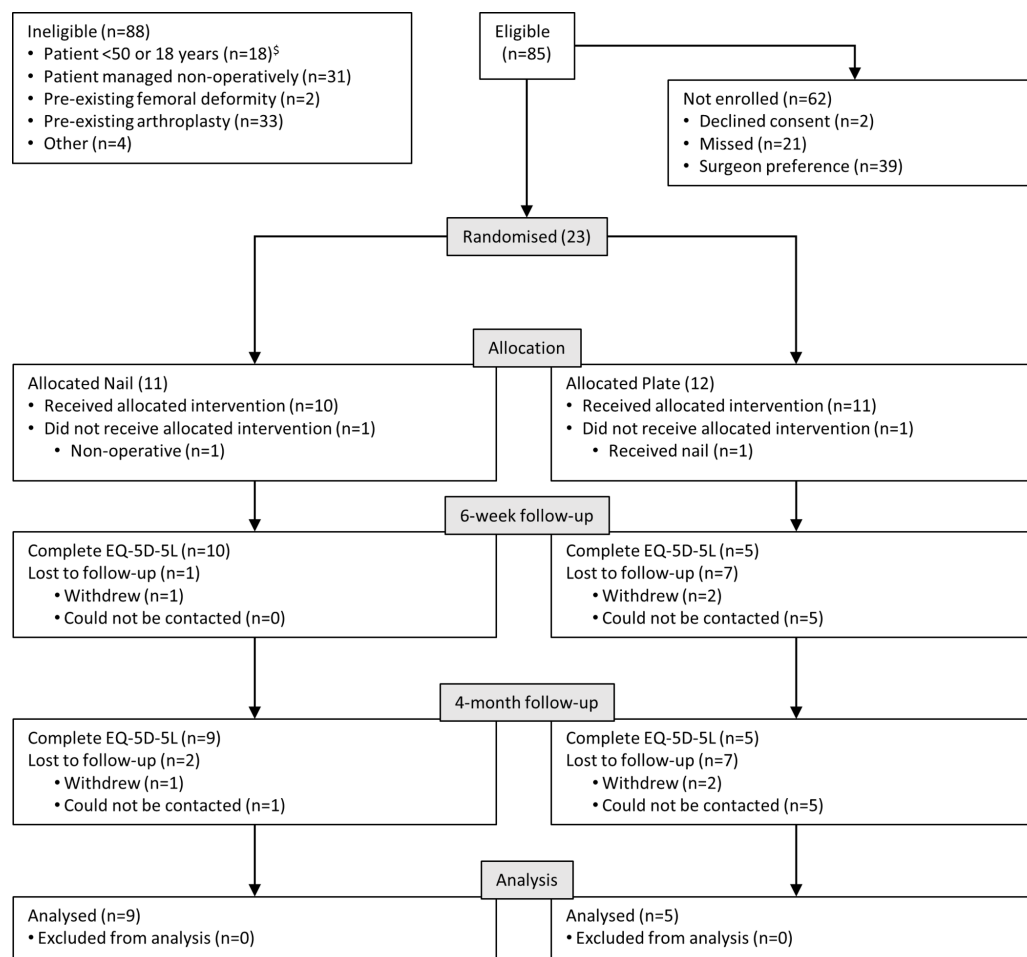 Ineligible (n=88)
• Patient <50 or 18 years (n=18)$
• Patient managed non-operatively (n=31)
• Pre-existing femoral deformity (n=2)
• Pre-existing arthroplasty (n=33)
• Other (n=4)
Eligible
(n=85)
Not enrolled (n=62)
• Declined consent (n=2)
• Missed (n=21)
• Surgeon preference (n=39)
Randomised (23)
Allocation
Allocated Nail (11)
• Received allocated intervention (n=10)
• Did not receive allocated intervention (n=1)
• Non-operative (n=1)
Allocated Plate (12)
• Received allocated intervention (n=11)
• Did not receive allocated intervention (n=1)
• Received nail (n=1)
6-week follow-up
Complete EQ-5D-5L (n=10)
Lost to follow-up (n=1)
• Withdrew (n=1)
• Could not be contacted (n=0)
Complete EQ-5D-5L (n=5)
Lost to follow-up (n=7)
• Withdrew (n=2)
• Could not be contacted (n=5)
4-month follow-up
Complete EQ-5D-5L (n=9)
Lost to follow-up (n=2)
• Withdrew (n=1)
• Could not be contacted (n=1)
Complete EQ-5D-5L (n=5)
Lost to follow-up (n=7)
• Withdrew (n=2)
• Could not be contacted (n=5)
Analysis
Analysed (n=9)
• Excluded from analysis (n=0)
Analysed (n=5)
• Excluded from analysis (n=0)